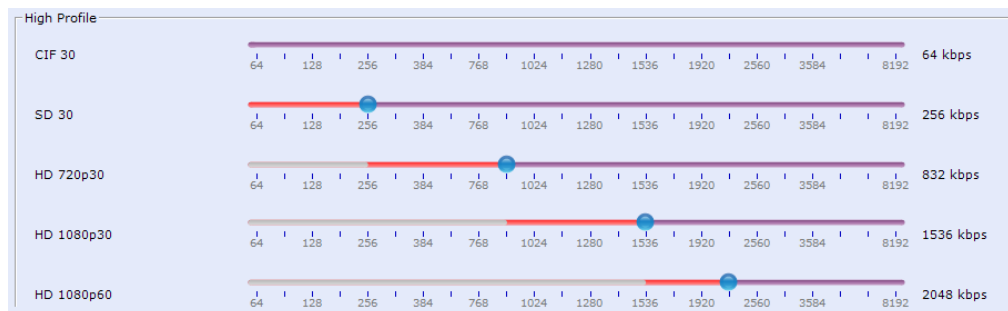 High Profile
CIF 30 64 kbps
64 128 256 384 768 1024 1280 1536 1920 2560 3584 8192
SD 30 256 kbps
64 128 256 384 768 1024 1280 1536 1920 2560 3584 8192
HD 720p30 832 kbps
64 128 256 384 768 1024 1280 1536 1920 2560 3584 8192
HD 1080p30 1536 kbps
64 128 256 384 768 1024 1280 1536 1920 2560 3584 8192
HD 1080p60 2048 kbps
64 128 256 384 768 1024 1280 1536 1920 2560 3584 8192